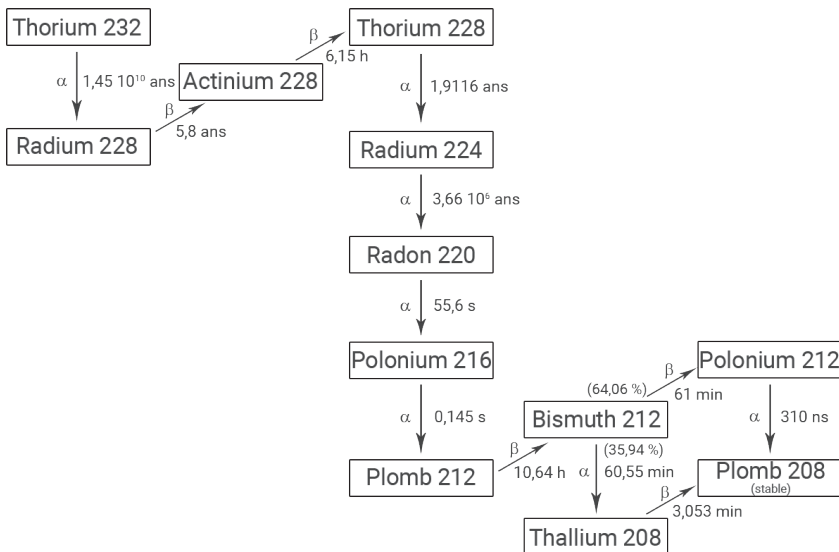 Thorium 232
α 1,45 10¹⁰ ans
Radium 228
β
5,8 ans
Actinium 228
β
6,15 h
Thorium 228
α 1,9116 ans
Radium 224
α 3,66 10⁶ ans
Radon 220
α 55,6 s
Polonium 216
α 0,145 s
Plomb 212
β
10,64 h
Bismuth 212
(64,06 %)
β
61 min
Polonium 212
α 310 ns
(35,94 %)
α 60,55 min
Thallium 208
β
3,053 min
Plomb 208
(stable)